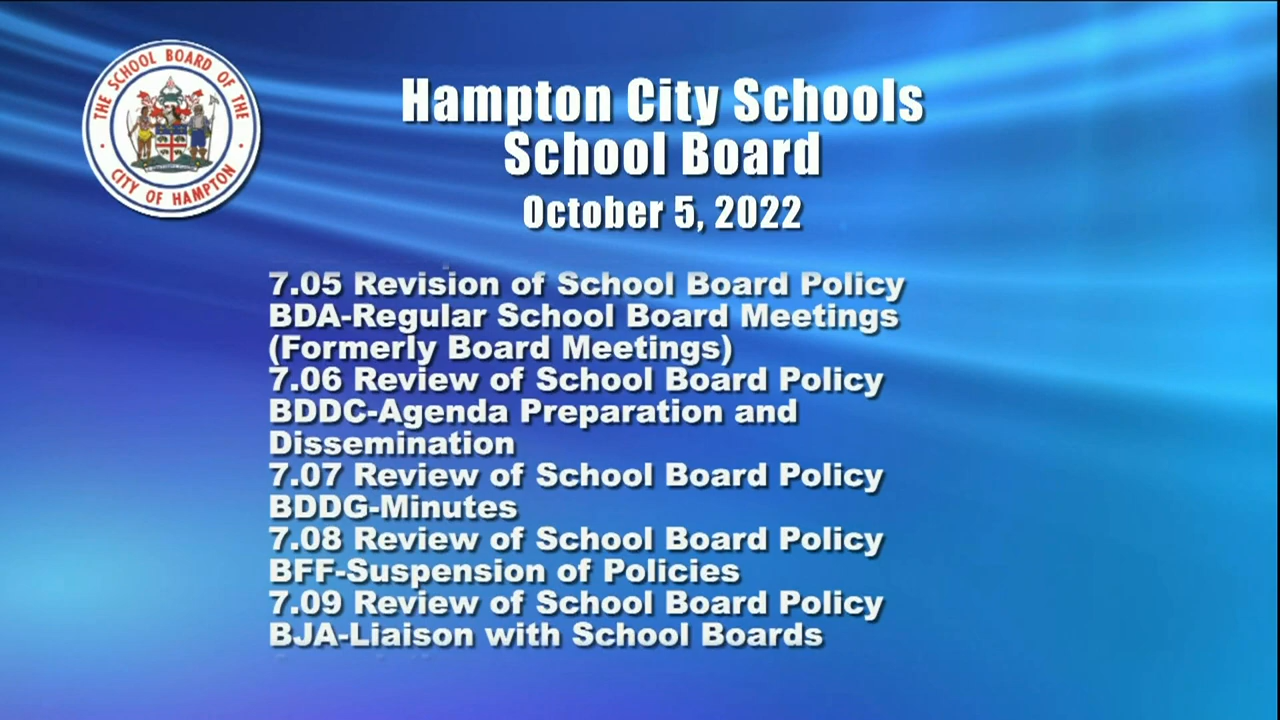 THE SCHOOL BOARD OF THE
CITY OF HAMPTON
Hampton City Schools
School Board
October 5, 2022
7.05 Revision of School Board Policy
BDA-Regular School Board Meetings
(Formerly Board Meetings)
7.06 Review of School Board Policy
BDDC-Agenda Preparation and
Dissemination
7.07 Review of School Board Policy
BDDG-Minutes
7.08 Review of School Board Policy
BFF-Suspension of Policies
7.09 Review of School Board Policy
BJA-Liaison with School Boards